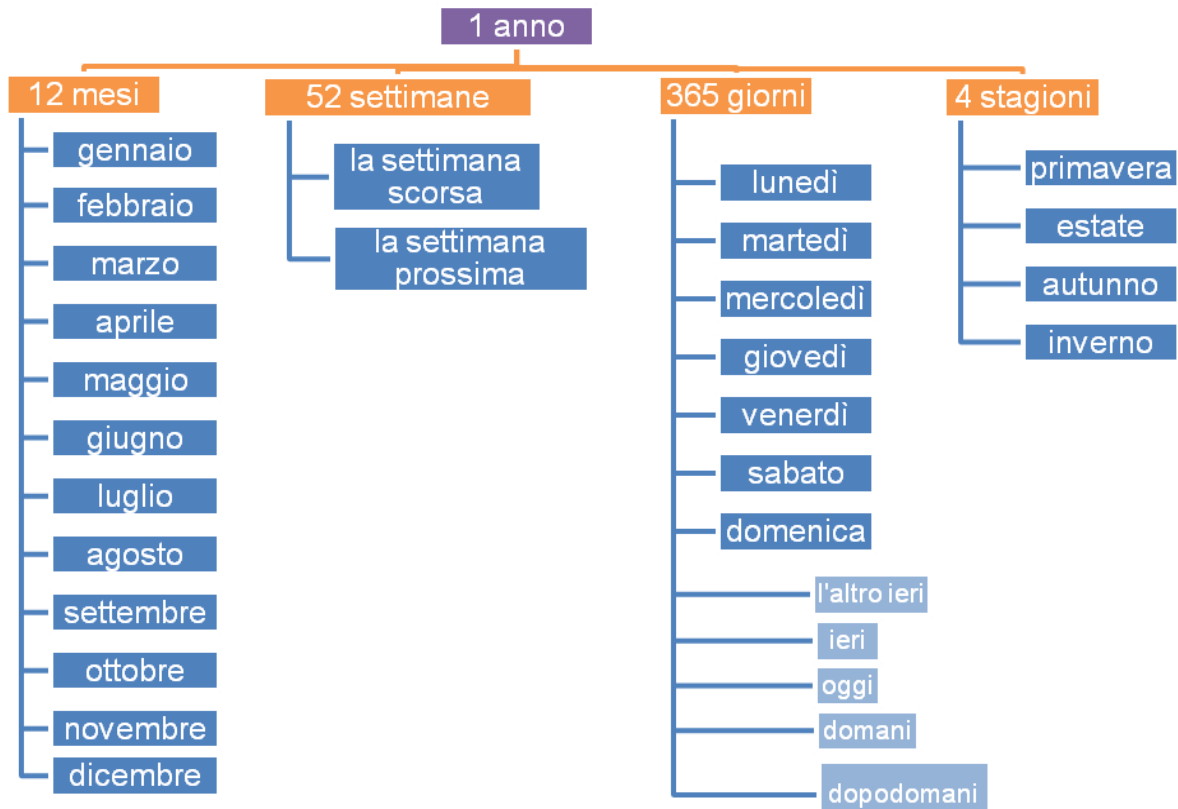 1 anno
12 mesi
gennaio
febbraio
marzo
aprile
maggio
giugno
luglio
agosto
settembre
ottobre
novembre
dicembre
52 settimane
la settimana
scorsa
la settimana
prossima
365 giorni
lunedì
martedì
mercoledì
giovedì
venerdì
sabato
domenica
l'altro ieri
ieri
oggi
domani
dopodomani
4 stagioni
primavera
estate
autunno
inverno